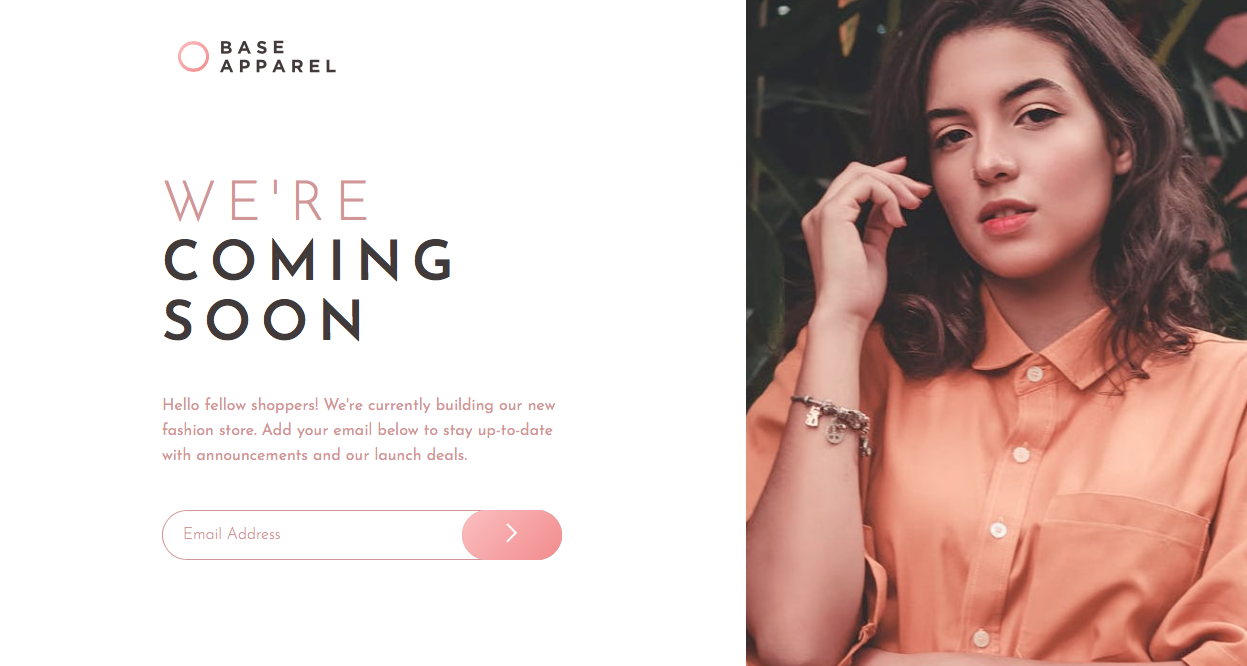 BASE
APPAREL
WE'RE
COMING
SOON
Hello fellow shoppers! We're currently building our new
fashion store. Add your email below to stay up-to-date
with announcements and our launch deals.
Email Address